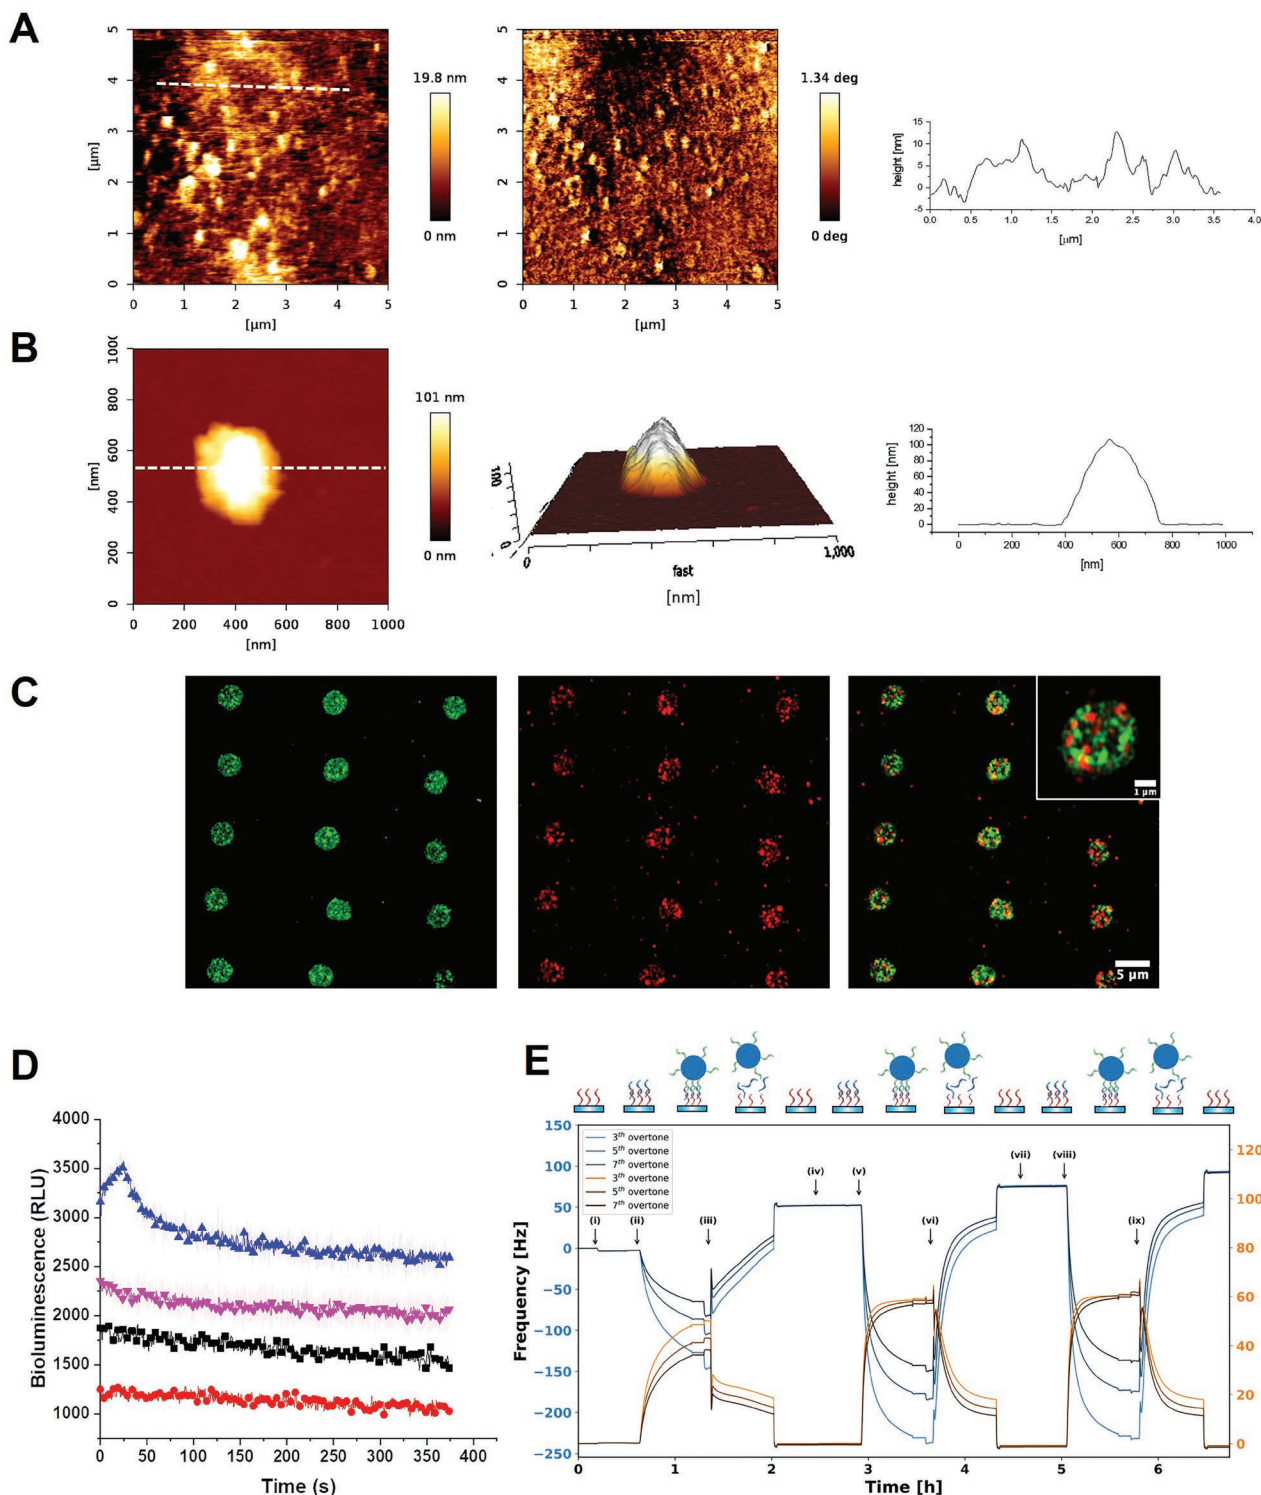 A
5
4
3
2
1
0
[µm]
0 1 2 3 4 5
[µm]
19.8 nm
0 nm
5
4
3
2
1
0
0 1 2 3 4 5
[µm]
1.34 deg
0 deg
height [nm]
15
10
5
0
-5
0.0 0.5 1.0 1.5 2.0 2.5 3.0 3.5 4.0
[µm]
B
800
600
400
200
0
[nm]
0 200 400 600 800 1000
[nm]
101 nm
0 nm
100
0
0
1,000
fast
[nm]
height [nm]
120
100
80
60
40
20
0
0 200 400 600 800 1000
[nm]
C
1 µm
5 µm
D
Bioluminescence (RLU)
4000
3500
3000
2500
2000
1500
1000
0 50 100 150 200 250 300 350 400
Time (s)
E
Frequency [Hz]
150
100
50
0
−50
−100
−150
−200
−250
3th overtone
5th overtone
7th overtone
3th overtone
5th overtone
7th overtone
(i) (ii) (iii) (iv) (v) (vi) (vii) (viii) (ix)
120
100
80
60
40
20
0
0 1 2 3 4 5 6
Time [h]